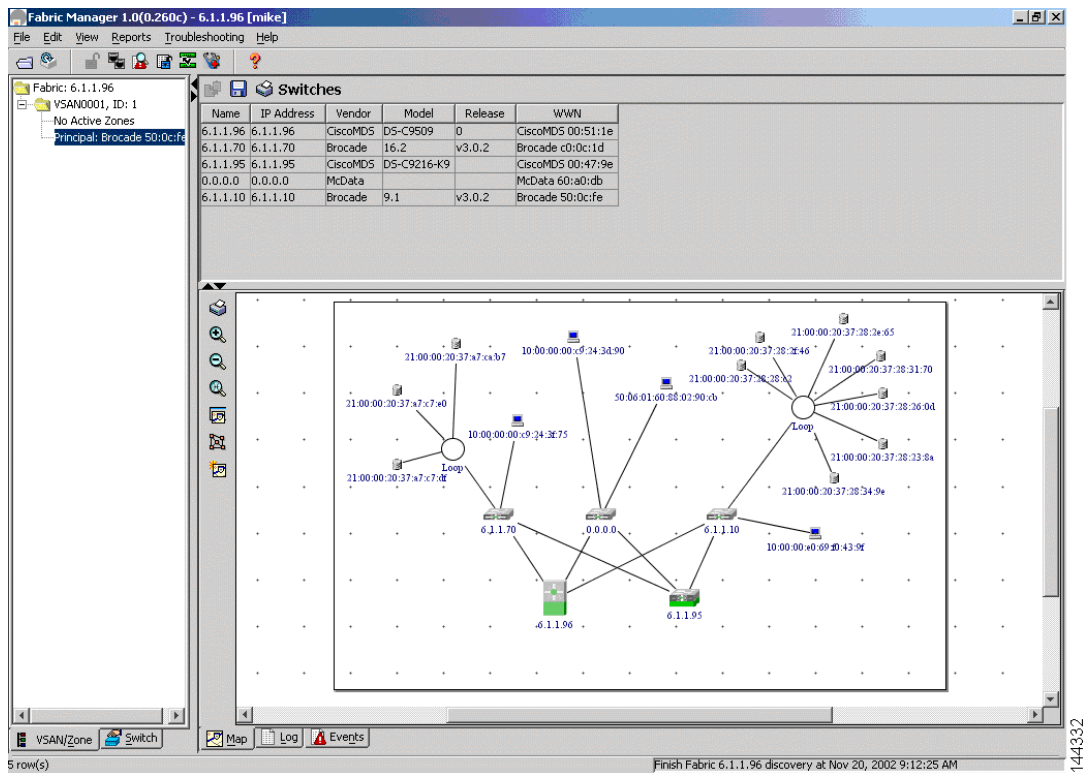 Fabric Manager 1.0(0.260c) - 6.1.1.96 [mike]
File Edit View Reports Troubleshooting Help
Fabric: 6.1.1.96
VSAN0001, ID: 1
No Active Zones
Principal: Brocade 50:0c:fe
Switches
Name IP Address Vendor Model Release WWN
6.1.1.96 6.1.1.96 CiscoMDS DS-C9509 0 CiscoMDS 00:51:1e
6.1.1.70 6.1.1.70 Brocade 16.2 v3.0.2 Brocade c0:0c:1d
6.1.1.95 6.1.1.95 CiscoMDS DS-C9216-K9 CiscoMDS 00:47:9e
0.0.0.0 0.0.0.0 McData McData 60:a0:db
6.1.1.10 6.1.1.10 Brocade 9.1 v3.0.2 Brocade 50:0c:fe
21:00:00:20:37:28:2e:65
21:00:00:20:37:a7:ca:b7
10:00:00:00:c9:24:3d:90
21:00:00:20:37:28:2f:46
21:00:00:20:37:28:31:70
21:00:00:20:37:28:28:c2
50:06:01:60:88:02:90:cb
21:00:00:20:37:a7:c7:e0
21:00:00:20:37:28:26:0d
Loop
10:00:00:00:c9:24:3f:75
21:00:00:20:37:28:23:8a
Loop
21:00:00:20:37:a7:c7:df
21:00:00:20:37:28:34:9e
6.1.1.70
0.0.0.0
6.1.1.10
10:00:00:e0:69:f0:43:9f
6.1.1.95
6.1.1.96
VSAN/Zone Switch
Map Log Events
5 row(s)
Finish Fabric 6.1.1.96 discovery at Nov 20, 2002 9:12:25 AM
144332